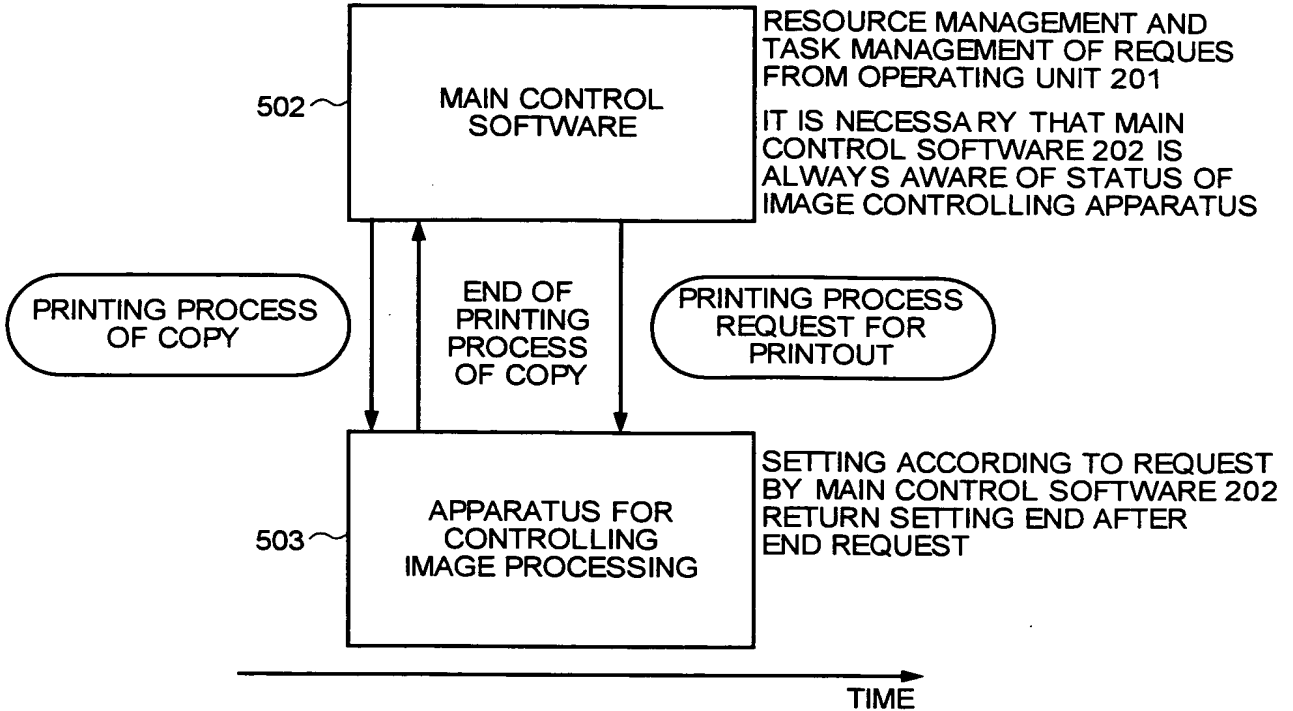 RESOURCE MANAGEMENT AND
TASK MANAGEMENT OF REQUES
FROM OPERATING UNIT 201
502
MAIN CONTROL
SOFTWARE
IT IS NECESSARY THAT MAIN
CONTROL SOFTWARE 202 IS
ALWAYS AWARE OF STATUS OF
IMAGE CONTROLLING APPARATUS
PRINTING PROCESS
OF COPY
END OF
PRINTING
PROCESS
OF COPY
PRINTING PROCESS
REQUEST FOR
PRINTOUT
503
APPARATUS FOR
CONTROLLING
IMAGE PROCESSING
SETTING ACCORDING TO REQUEST
BY MAIN CONTROL SOFTWARE 202
RETURN SETTING END AFTER
END REQUEST
TIME